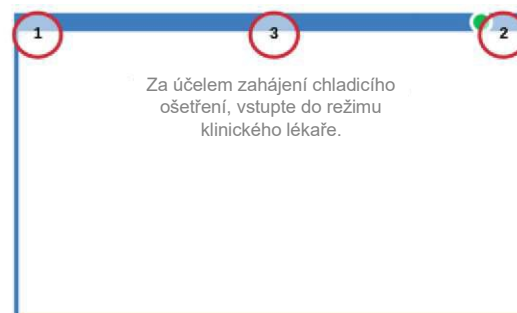 1 3 2
Za účelem zahájení chladicího
ošetření, vstupte do režimu
klinického lékaře.